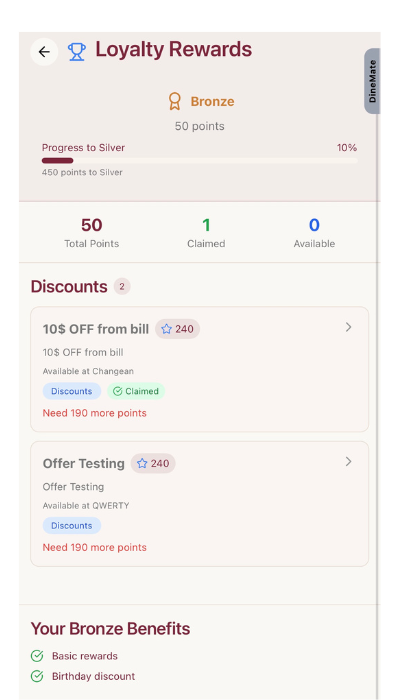 Loyalty Rewards
DineMate
Bronze
50 points
Progress to Silver 10%
450 points to Silver
50 1 0
Total Points Claimed Available
Discounts 2
10$ OFF from bill 240
10$ OFF from bill
Available at Changean
Discounts Claimed
Need 190 more points
Offer Testing 240
Offer Testing
Available at QWERTY
Discounts
Need 190 more points
Your Bronze Benefits
Basic rewards
Birthday discount